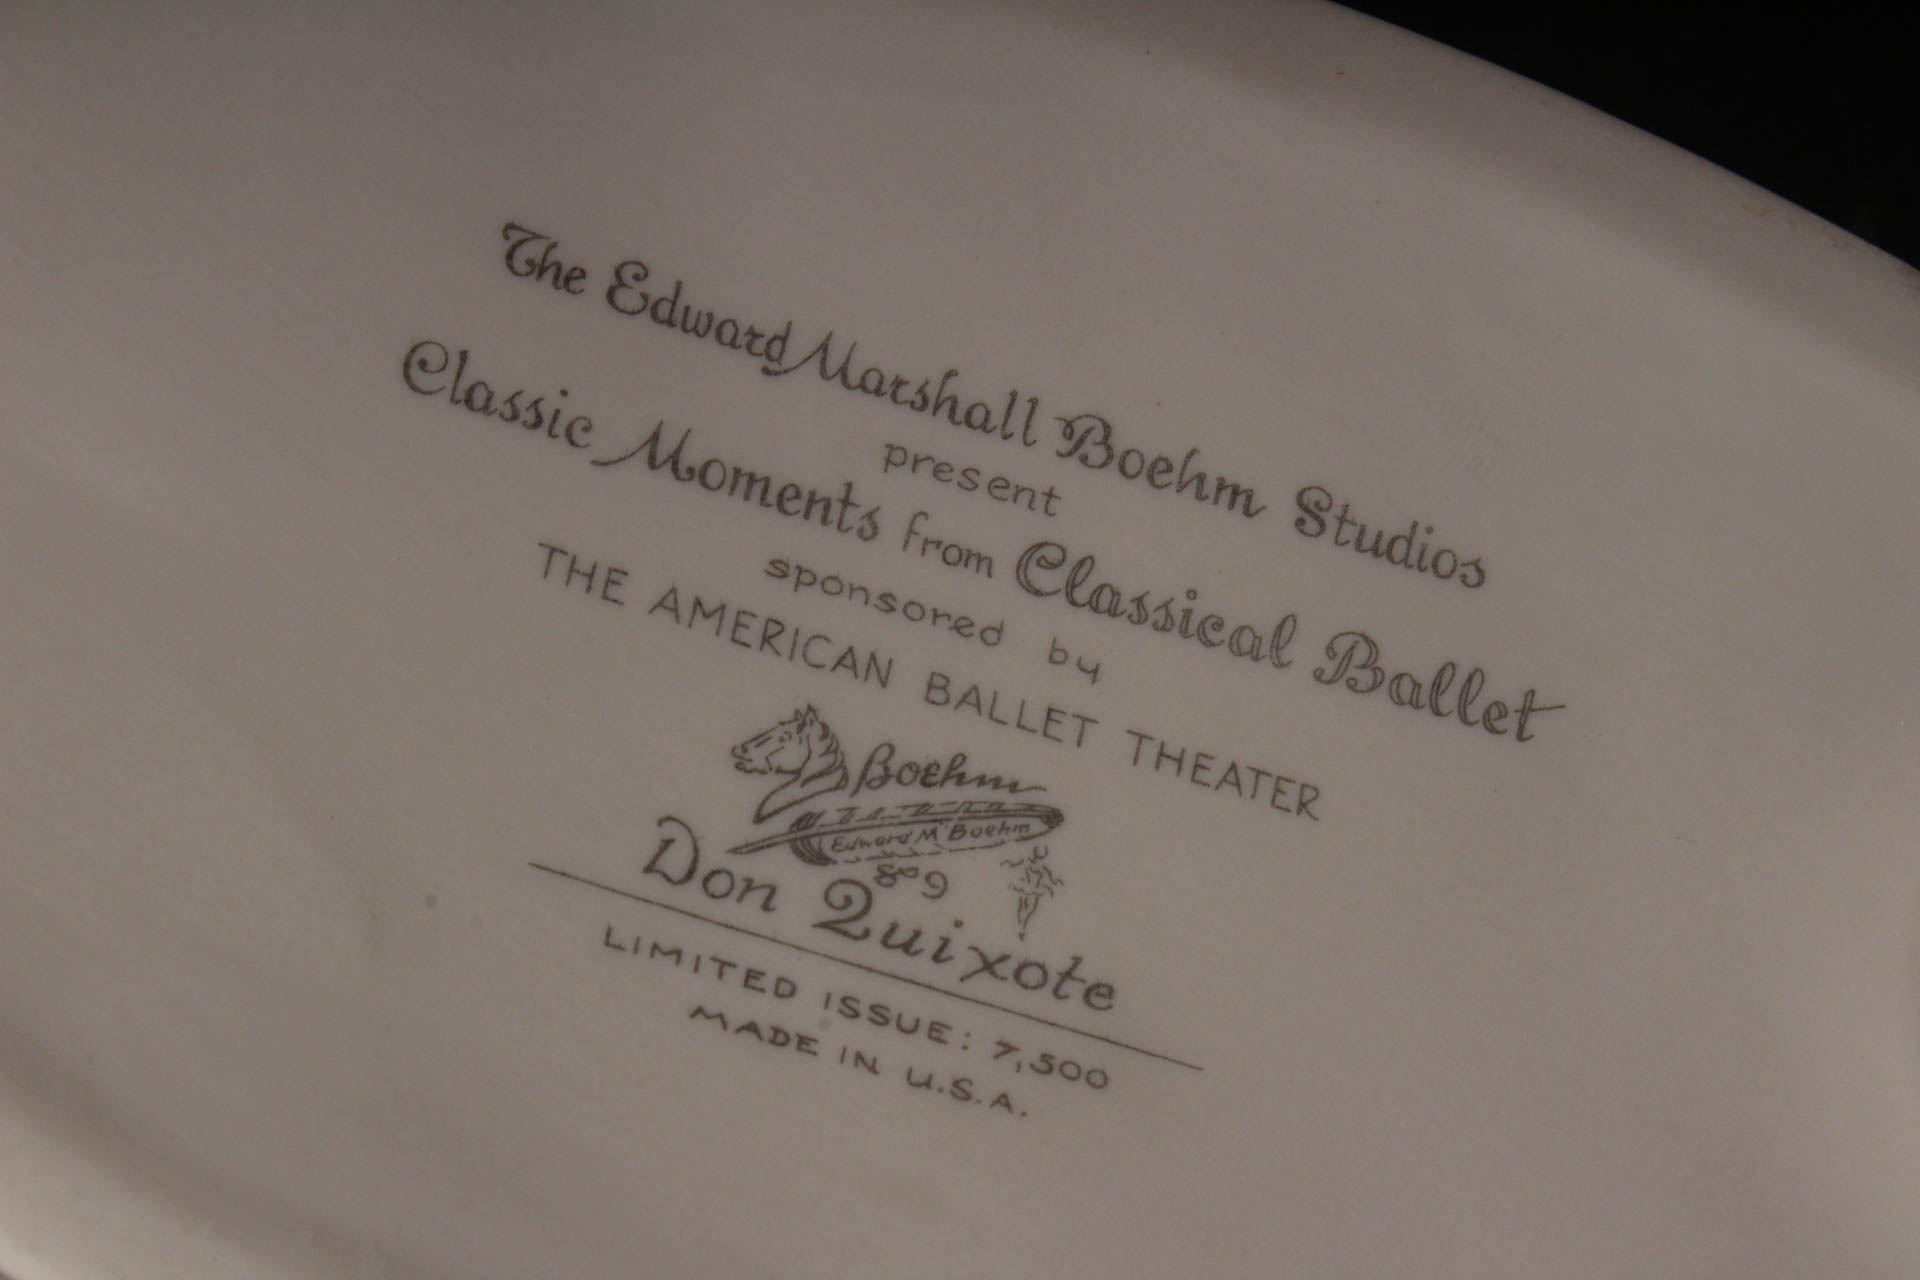 The Edward Marshall Boehm Studios
present
Classic Moments from Classical Ballet
sponsored by
THE AMERICAN BALLET THEATER
Boehm
Edward M Boehm
Don Quixote
LIMITED ISSUE: 7,500
MADE IN U.S.A.